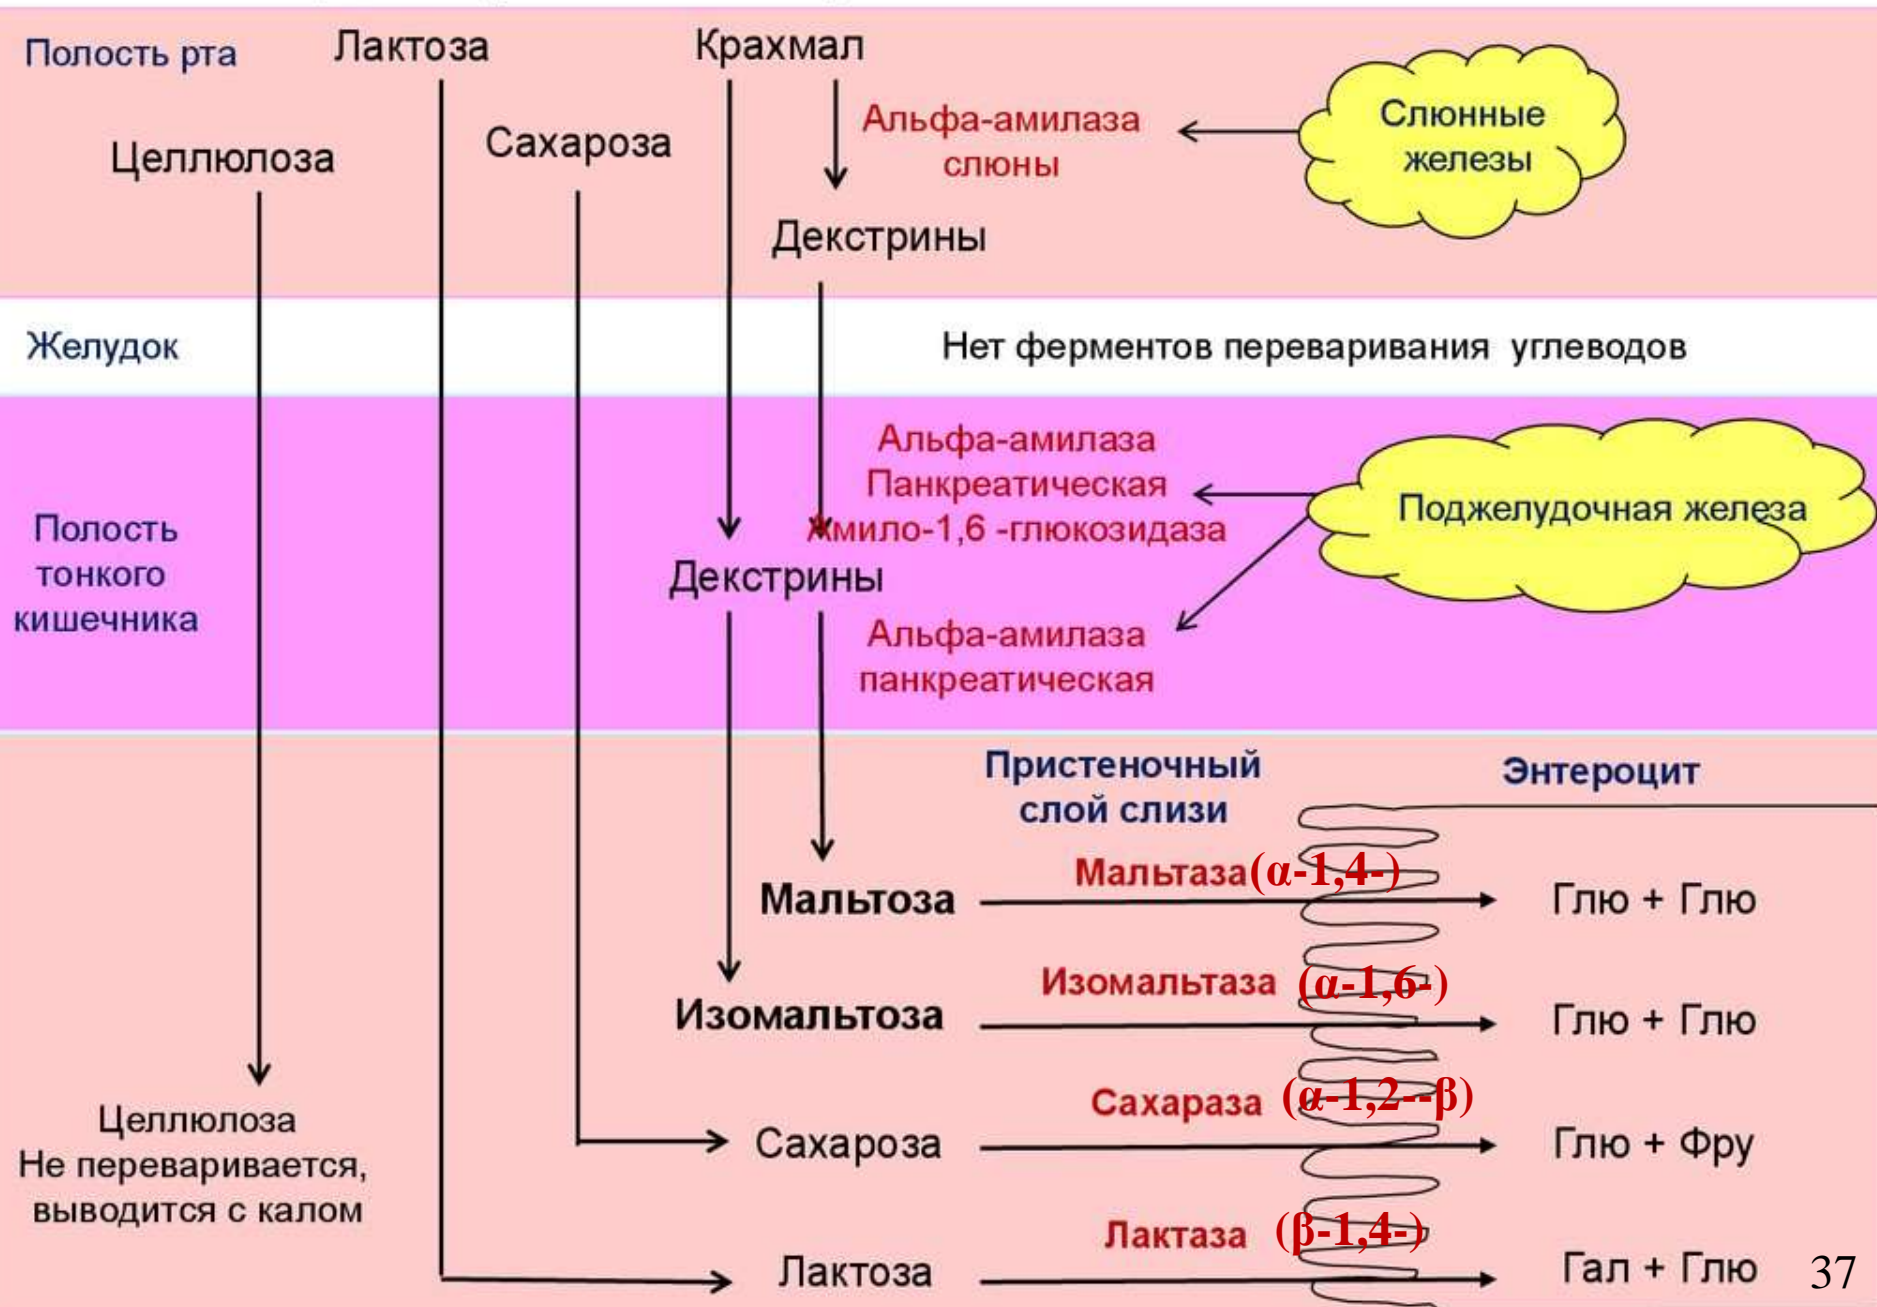 Полость рта
Лактоза
Крахмал
Целлюлоза
Сахароза
Альфа-амилаза
слюны
Слюнные
железы
Декстрины
Желудок
Нет ферментов переваривания углеводов
Полость
тонкого
кишечника
Альфа-амилаза
Панкреатическая
Амило-1,6 -глюкозидаза
Поджелудочная железа
Декстрины
Альфа-амилаза
панкреатическая
Пристеночный
слой слизи
Энтероцит
Мальтоза
Мальтаза(α-1,4-)
Глю + Глю
Изомальтоза
Изомальтаза (α-1,6-)
Глю + Глю
Сахароза
Сахараза (α-1,2--β)
Глю + Фру
Целлюлоза
Не переваривается,
выводится с калом
Лактоза
Лактаза (β-1,4-)
Гал + Глю
37